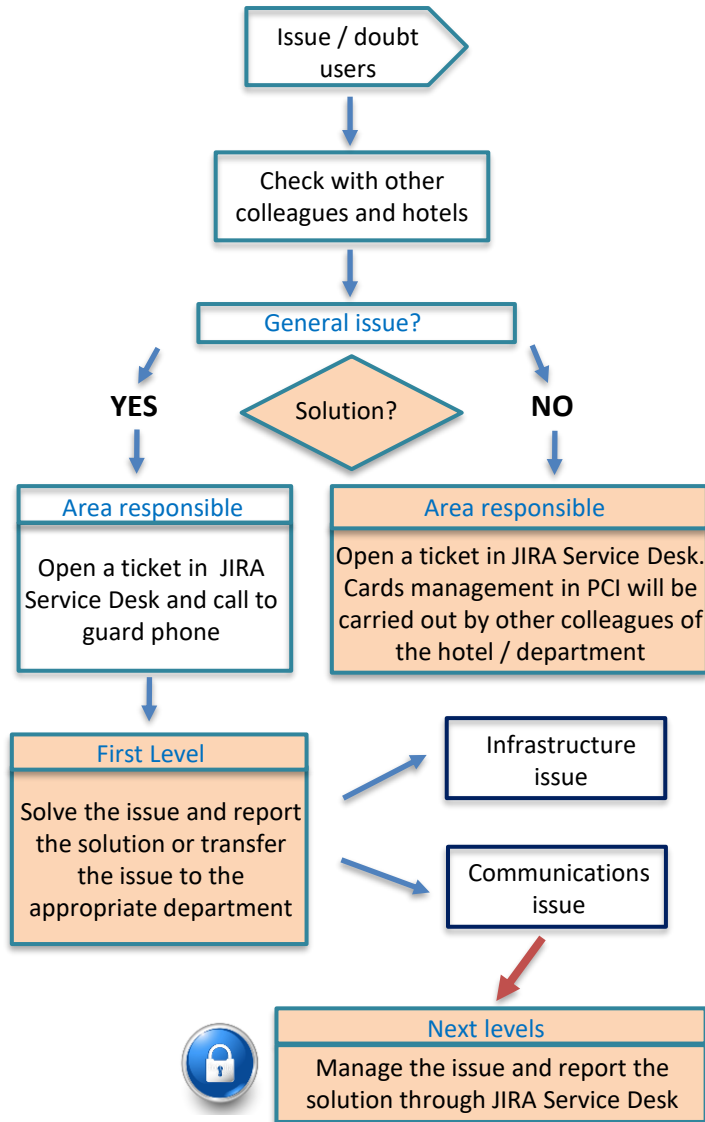 Issue / doubt
users
Check with other
colleagues and hotels
General issue?
YES
Solution?
NO
Area responsible
Open a ticket in JIRA
Service Desk and call to
guard phone
Area responsible
Open a ticket in JIRA Service Desk.
Cards management in PCI will be
carried out by other colleagues of
the hotel / department
First Level
Solve the issue and report
the solution or transfer
the issue to the
appropriate department
Infrastructure
issue
Communications
issue
Next levels
Manage the issue and report the
solution through JIRA Service Desk